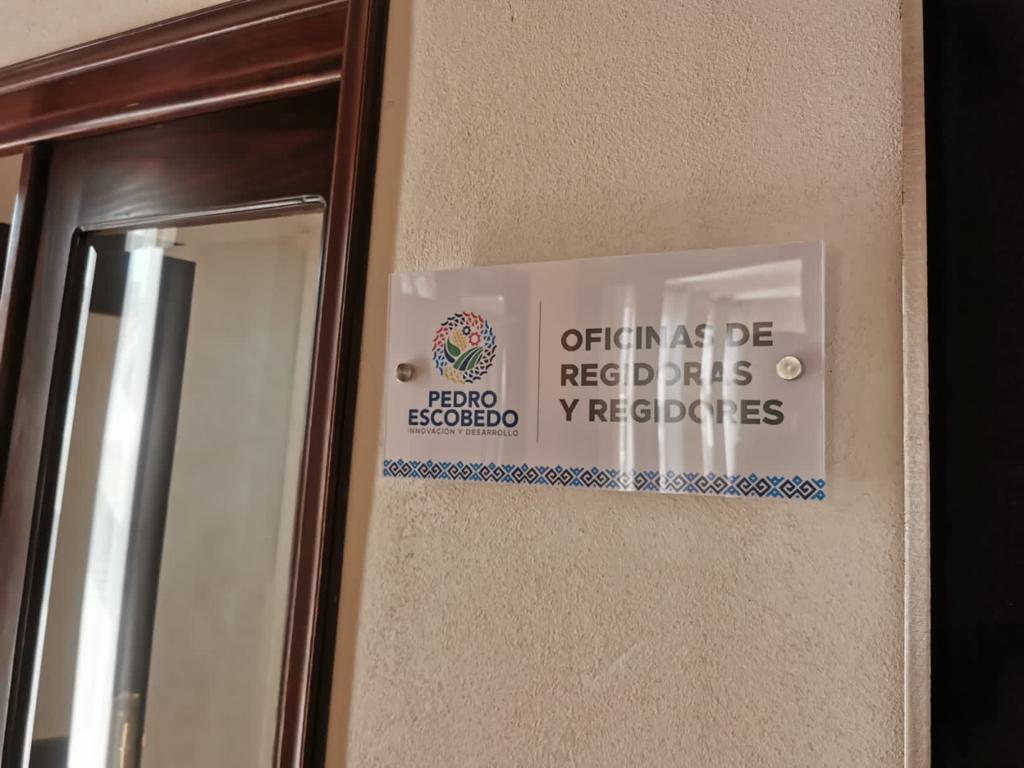 PEDRO
ESCOBEDO
INNOVACIÓN Y DESARROLLO
OFICINAS DE
REGIDORAS
Y REGIDORES